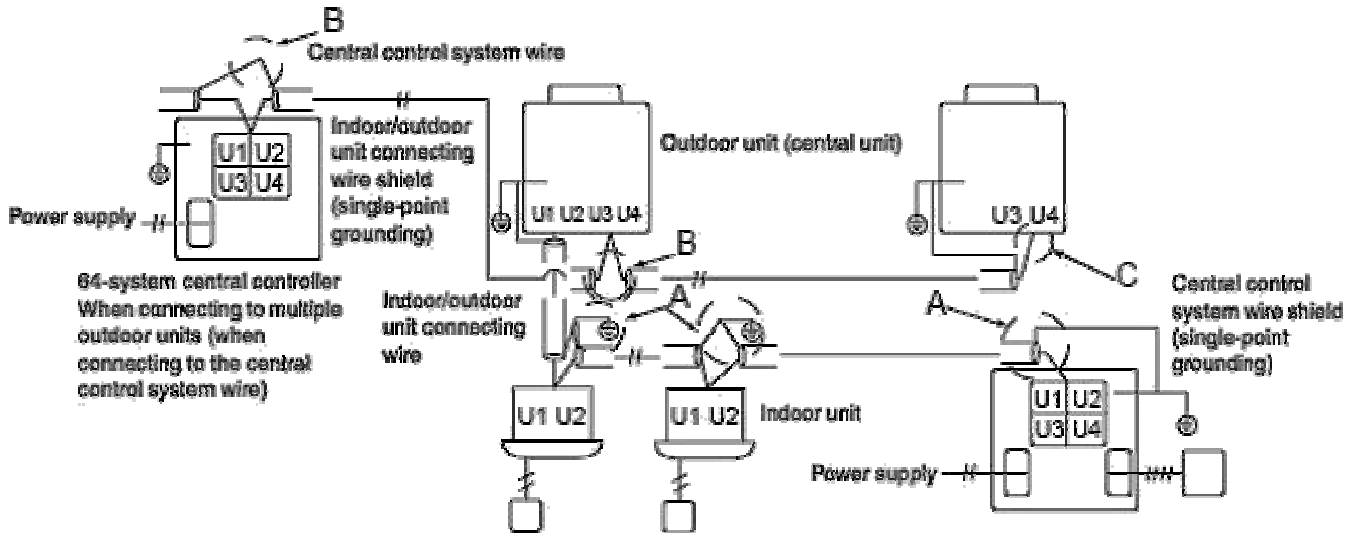 B
Central control system wire
Indoor/outdoor
unit connecting
wire shield
(single-point
grounding)
U1 U2
U3 U4
Power supply
64-system central controller
When connecting to multiple
outdoor units (when
connecting to the central
control system wire)
Outdoor unit (central unit)
U1 U2 U3 U4
B
U3 U4
C
Indoor/outdoor
unit connecting
wire
A
A
Central control
system wire shield
(single-point
grounding)
U1 U2
U1 U2
Indoor unit
U1 U2
U3 U4
Power supply